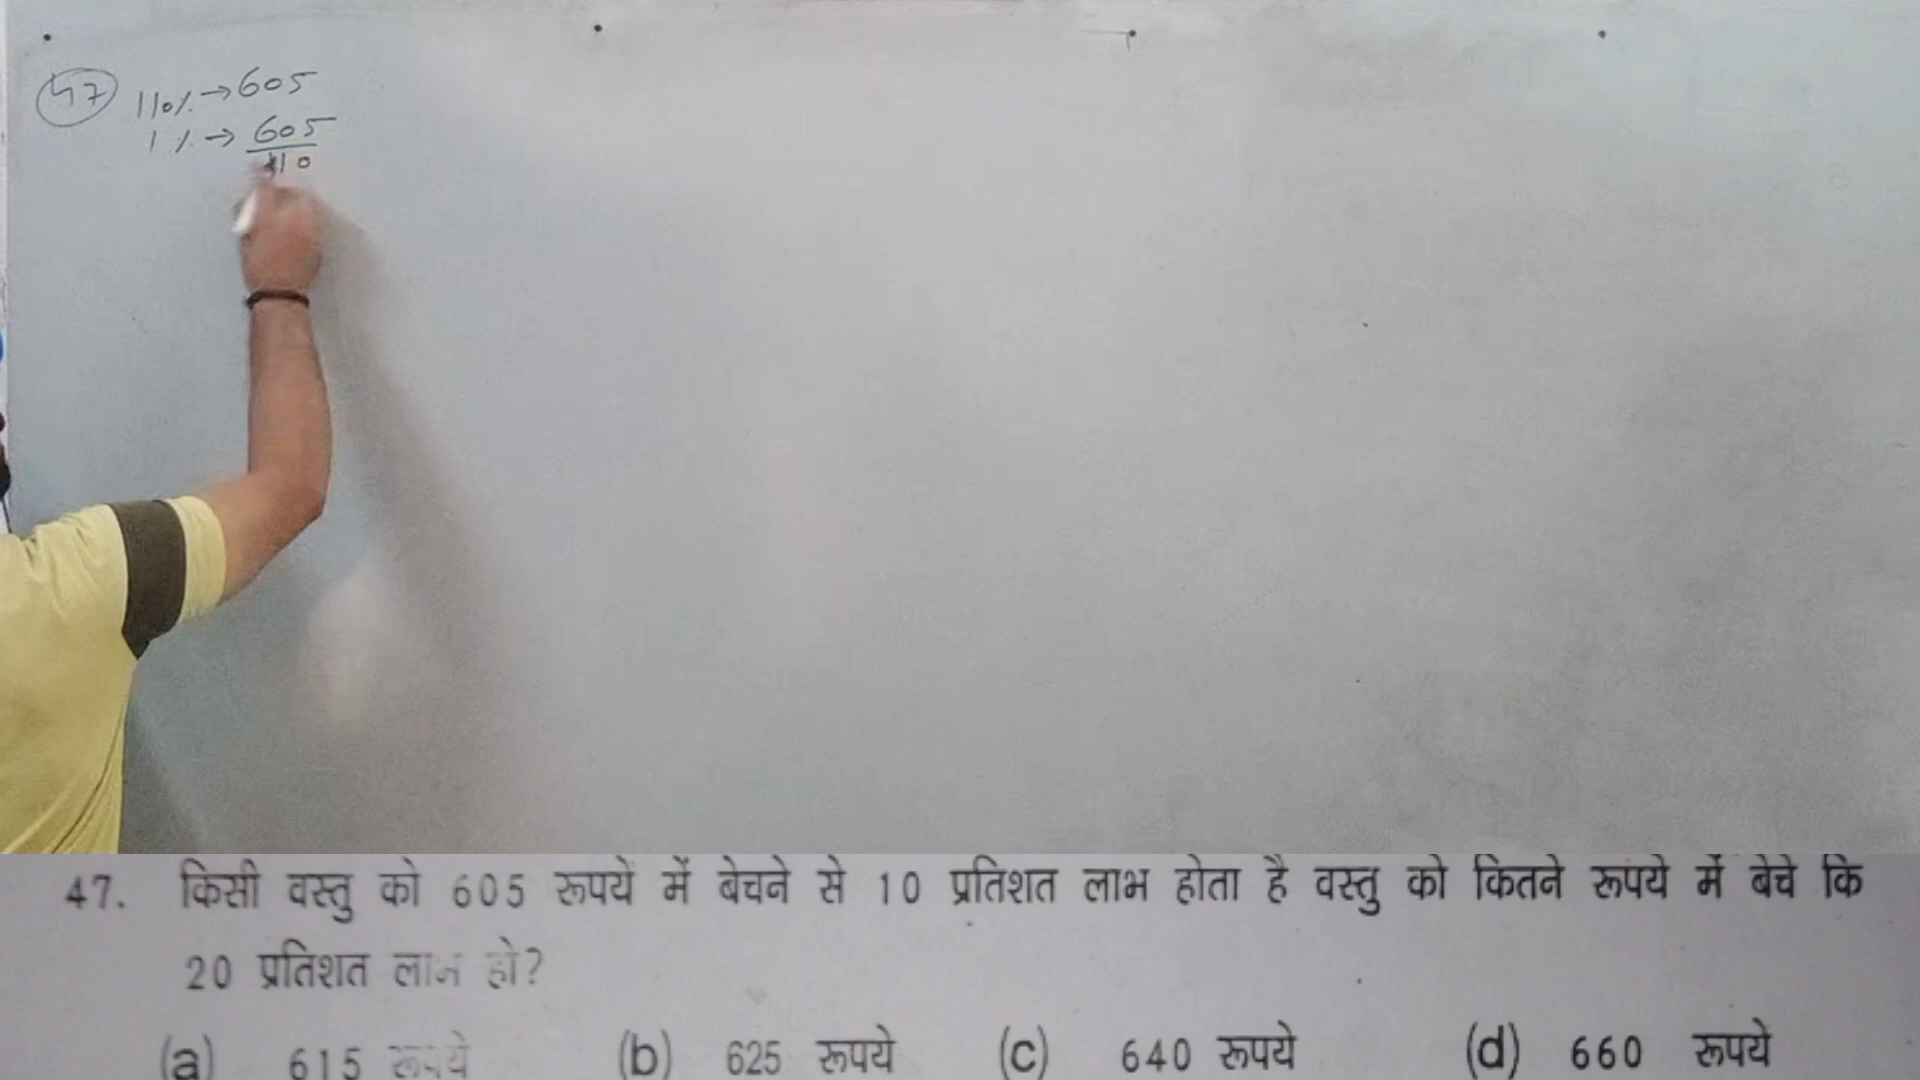 47 110% → 605
1% → 605
110
47. किसी वस्तु को 605 रूपयें में बेचने से 10 प्रतिशत लाभ होता है वस्तु को कितने रूपये में बेचे कि
20 प्रतिशत लाभ हो?
(a) 615 रूपये (b) 625 रूपये (c) 640 रूपये (d) 660 रूपये